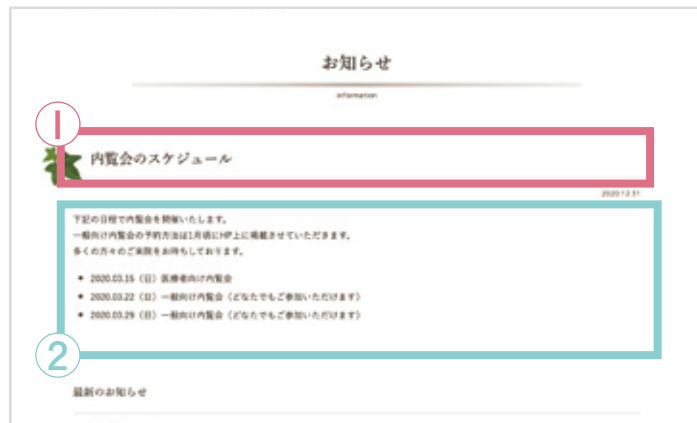 お知らせ
information
①
内覧会のスケジュール
2020.12.31
下記の日程で内覧会を開催いたします。
一般向け内覧会の予約方法は1月頃にHP上に掲載させていただきます。
多くの方々のご来院をお待ちしております。
• 2020.03.15（日）医療者向け内覧会
• 2020.03.22（日）一般向け内覧会（どなたでもご参加いただけます）
• 2020.03.29（日）一般向け内覧会（どなたでもご参加いただけます）
②
最新のお知らせ